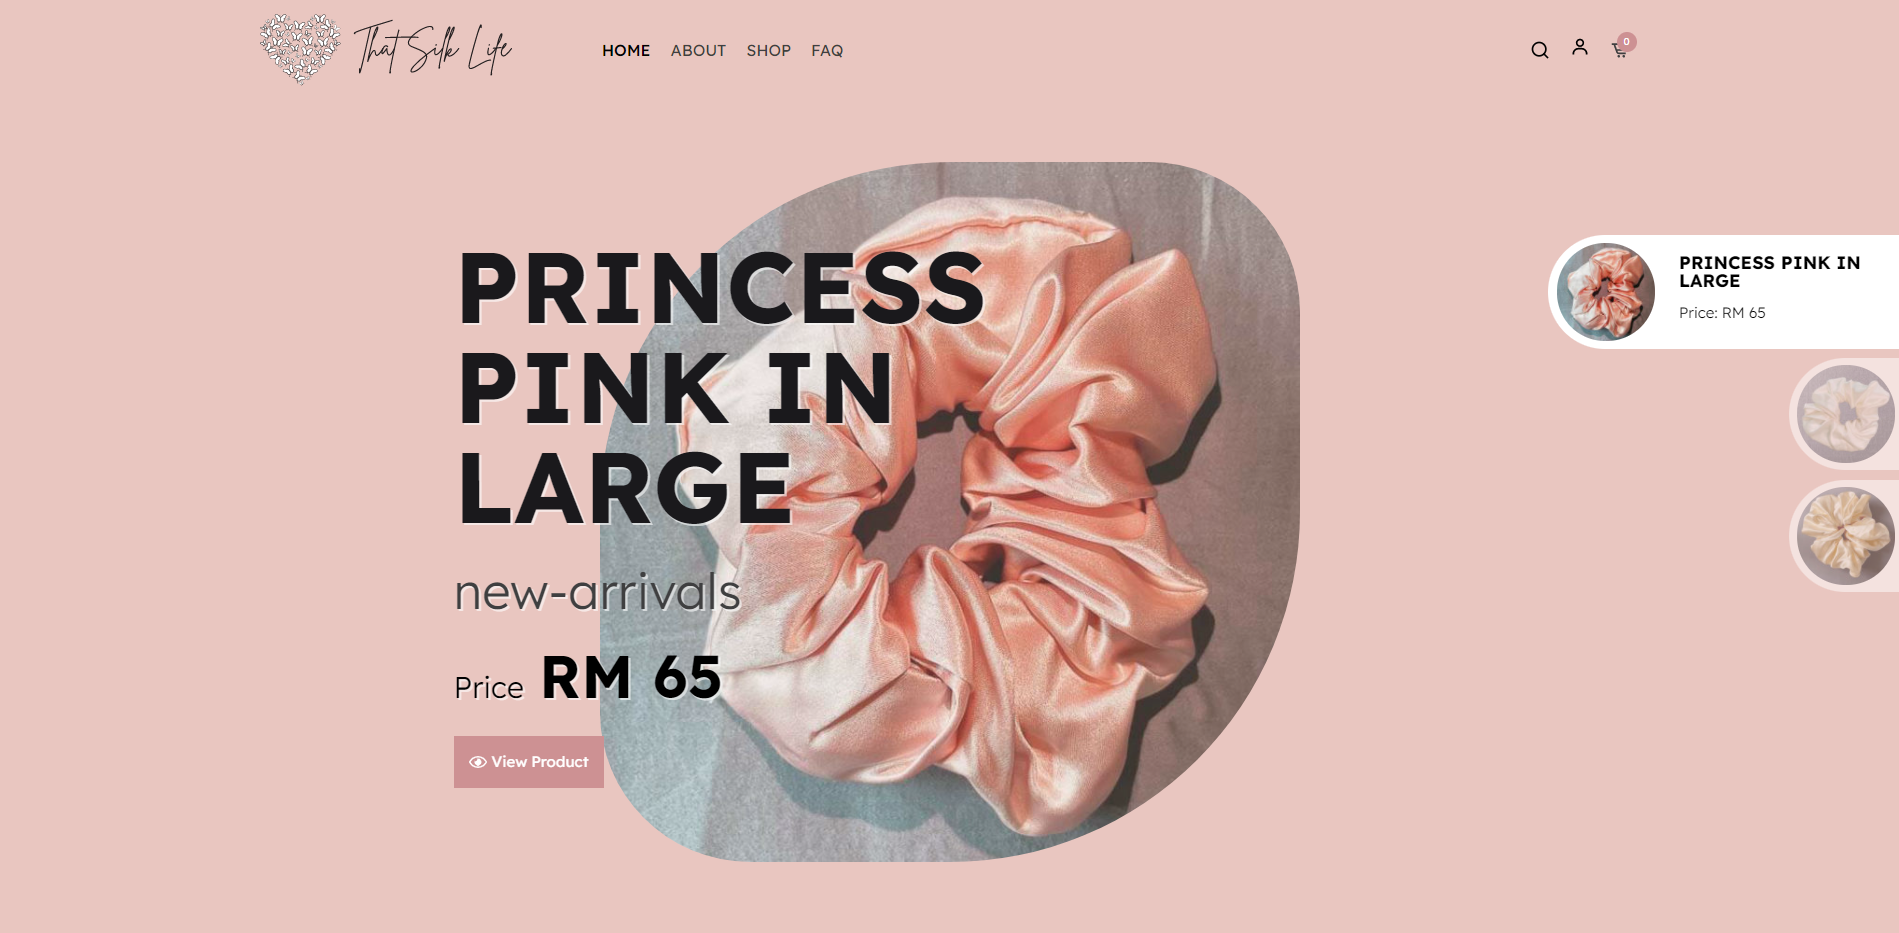 That Silk Life
HOME ABOUT SHOP FAQ
0
PRINCESS
PINK IN
LARGE
new-arrivals
Price RM 65
View Product
PRINCESS PINK IN
LARGE
Price: RM 65